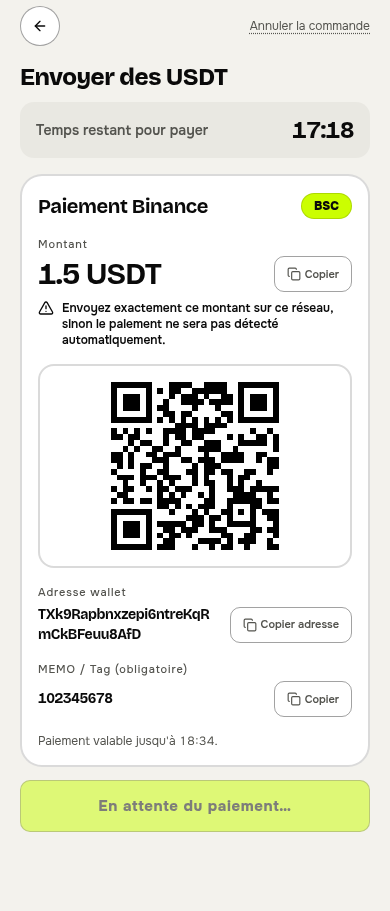 Annuler la commande
Envoyer des USDT
Temps restant pour payer
17:18
Paiement Binance
BSC
Montant
1.5 USDT
Copier
Envoyez exactement ce montant sur ce réseau,
sinon le paiement ne sera pas détecté
automatiquement.
Adresse wallet
TXk9Rapbnxzepi6ntreKqR
mCkBFeuu8AfD
Copier adresse
MEMO / Tag (obligatoire)
102345678
Copier
Paiement valable jusqu'à 18:34.
En attente du paiement…